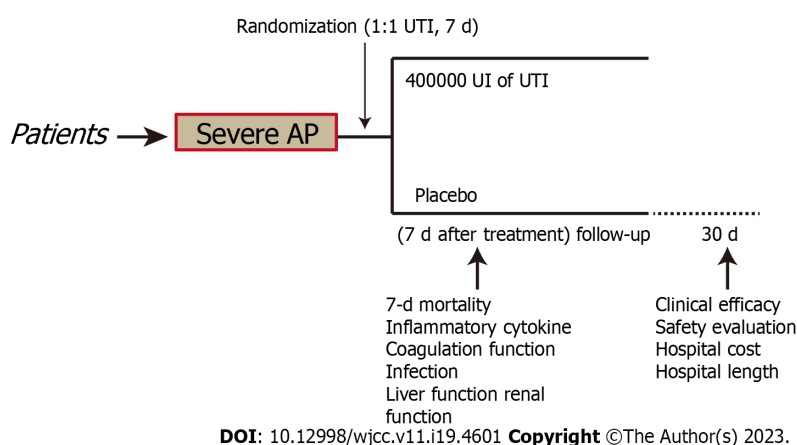 Randomization (1:1 UTI, 7 d)
400000 UI of UTI
Patients
Severe AP
Placebo
(7 d after treatment) follow-up
30 d
7-d mortality
Inflammatory cytokine
Coagulation function
Infection
Liver function renal
function
Clinical efficacy
Safety evaluation
Hospital cost
Hospital length
DOI: 10.12998/wjcc.v11.i19.4601 Copyright ©The Author(s) 2023.